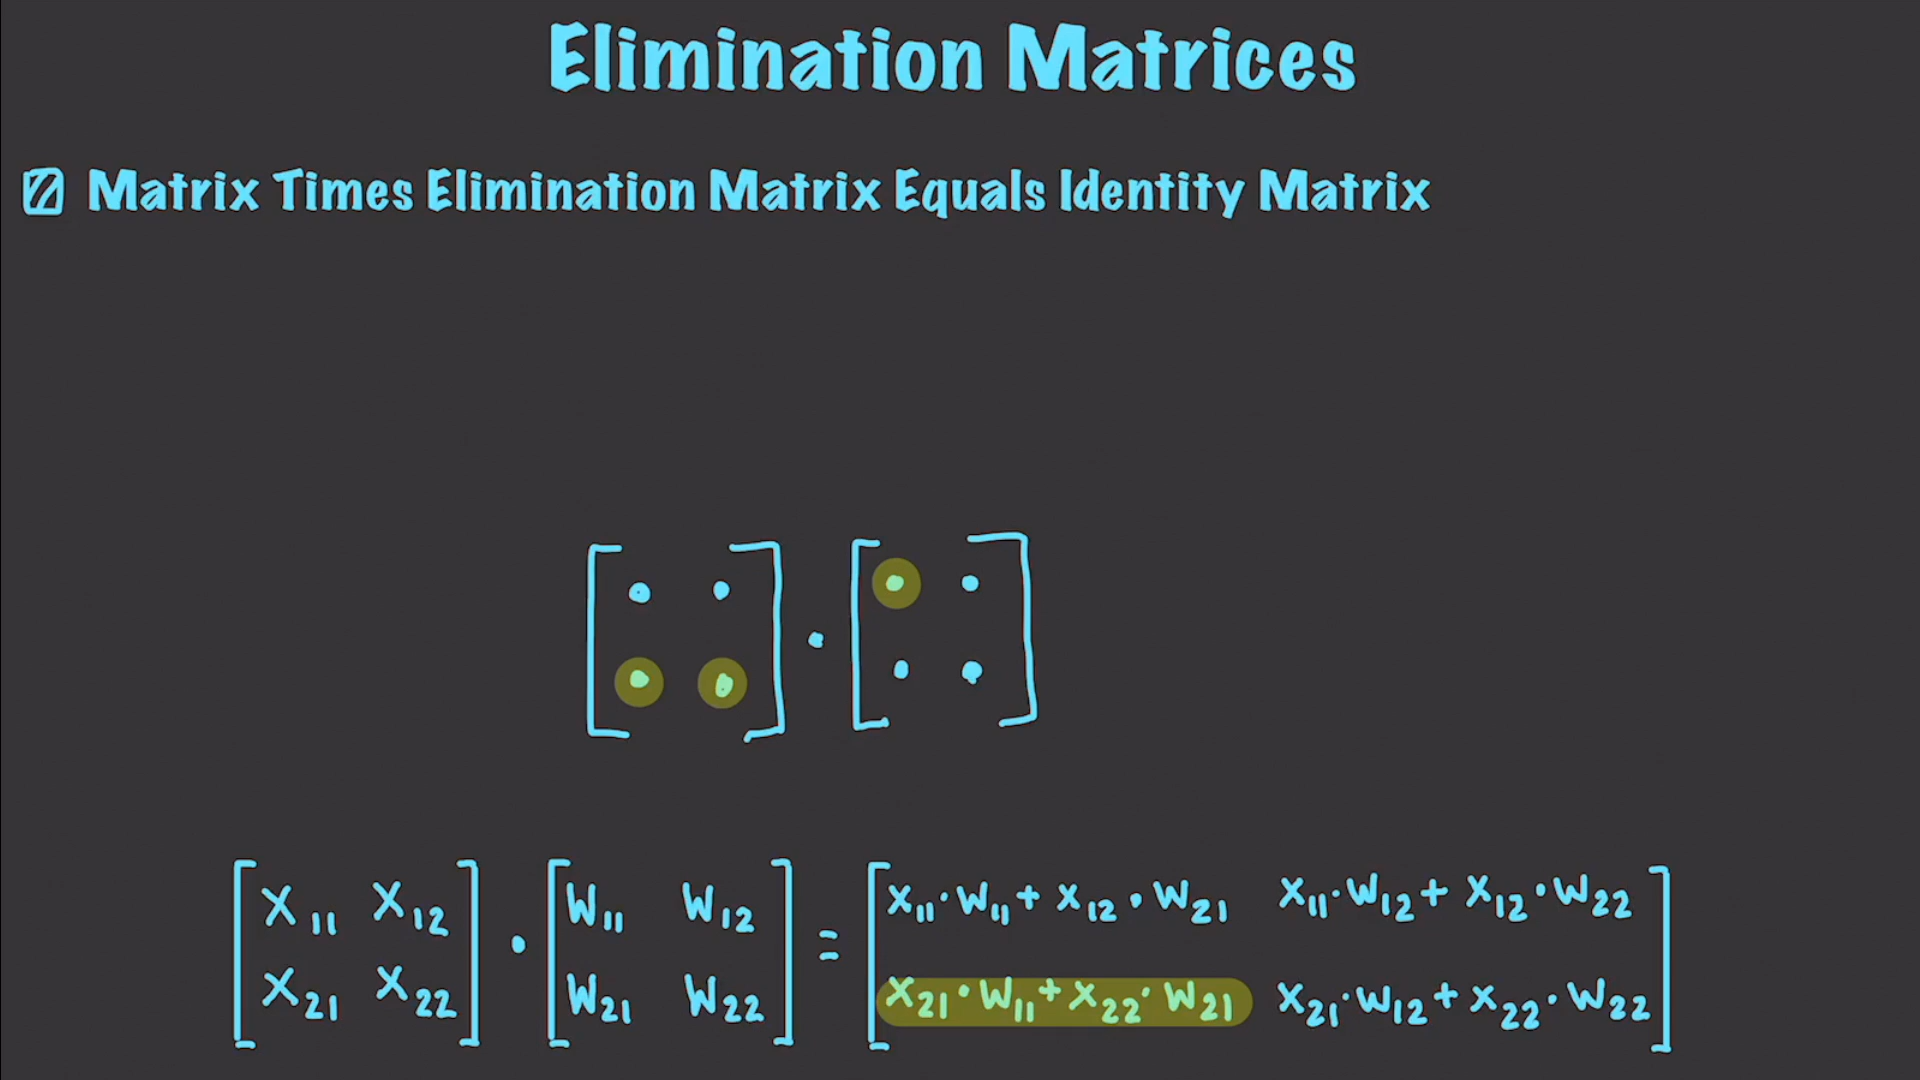 Elimination Matrices
Matrix Times Elimination Matrix Equals Identity Matrix
[• •] • [• •]
[• •] [• •]
[X11 X12] • [W11 W12] = [X11·W11+X12•W21 X11·W12+X12·W22]
[X21 X22] [W21 W22] [X21·W11+X22·W21 X21·W12+X22·W22]